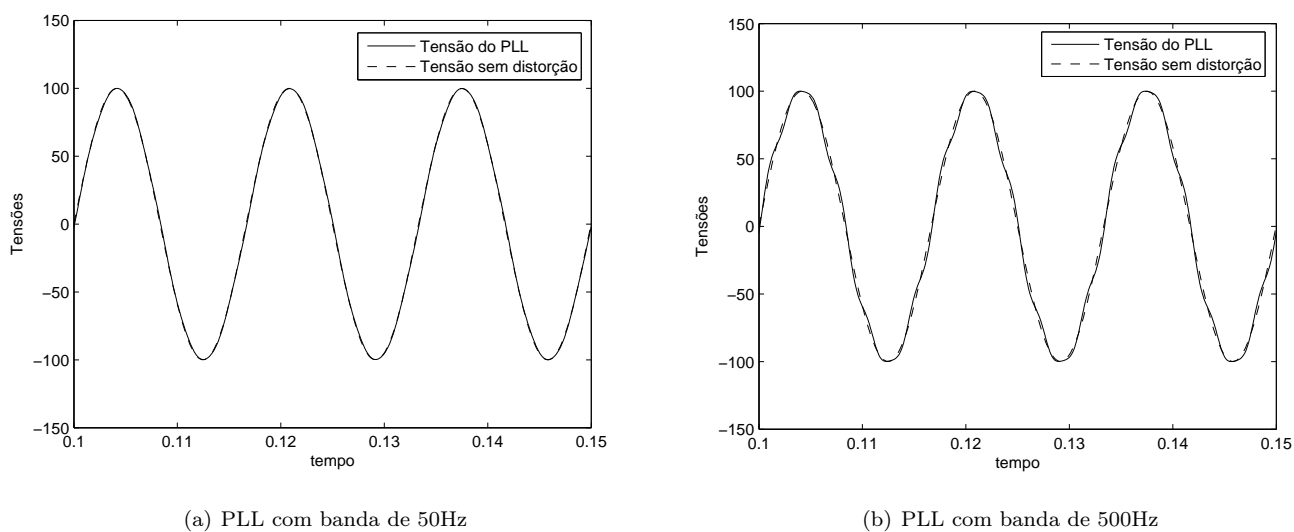 150
100
50
0
−50
−100
−150
0.1
0.11
0.12
0.13
0.14
0.15
tempo
Tensões
Tensão do PLL
Tensão sem distorção
(a) PLL com banda de 50Hz
150
100
50
0
−50
−100
−150
0.1
0.11
0.12
0.13
0.14
0.15
tempo
Tensões
Tensão do PLL
Tensão sem distorção
(b) PLL com banda de 500Hz